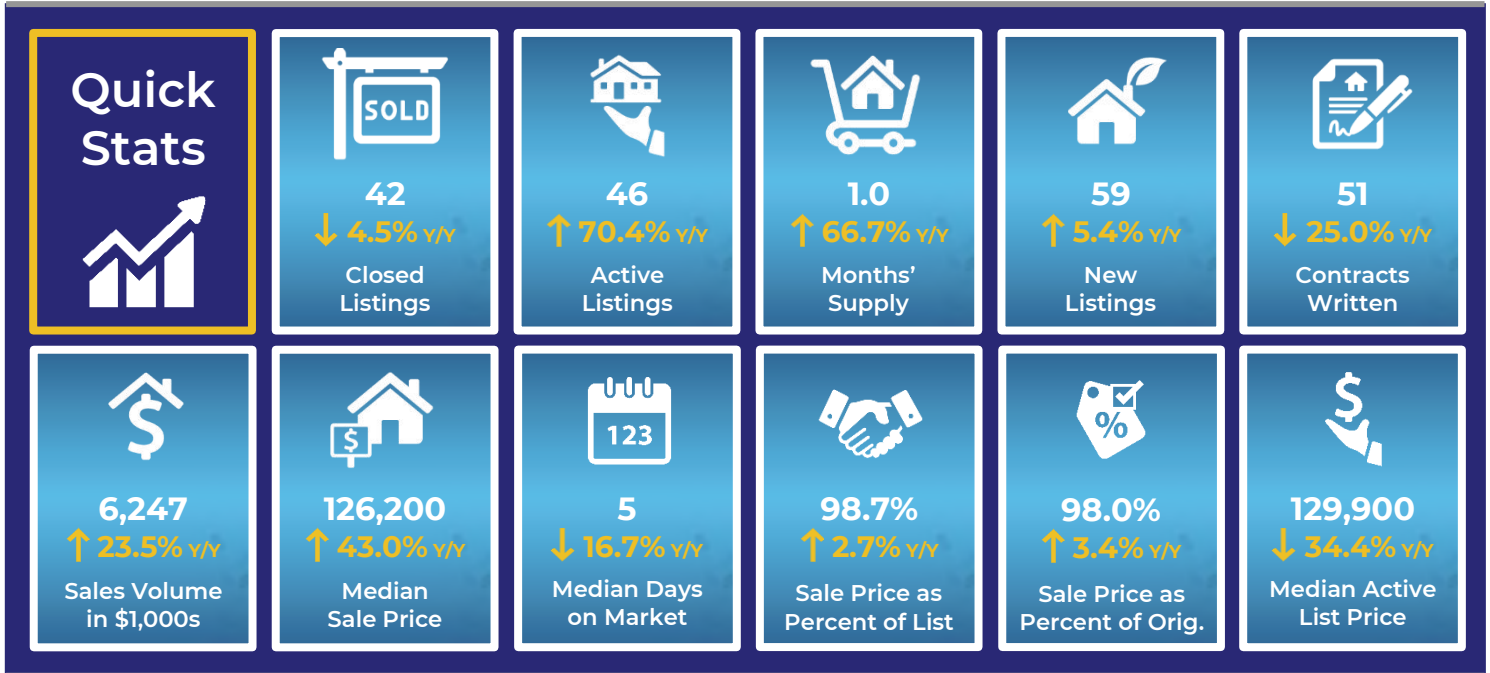 Quick
Stats
SOLD
42
↓ 4.5% Y/Y
Closed
Listings
46
↑ 70.4% Y/Y
Active
Listings
1.0
↑ 66.7% Y/Y
Months’
Supply
59
↑ 5.4% Y/Y
New
Listings
51
↓ 25.0% Y/Y
Contracts
Written
$
6,247
↑ 23.5% Y/Y
Sales Volume
in $1,000s
$
126,200
↑ 43.0% Y/Y
Median
Sale Price
123
5
↓ 16.7% Y/Y
Median Days
on Market
98.7%
↑ 2.7% Y/Y
Sale Price as
Percent of List
%
98.0%
↑ 3.4% Y/Y
Sale Price as
Percent of Orig.
$
129,900
↓ 34.4% Y/Y
Median Active
List Price